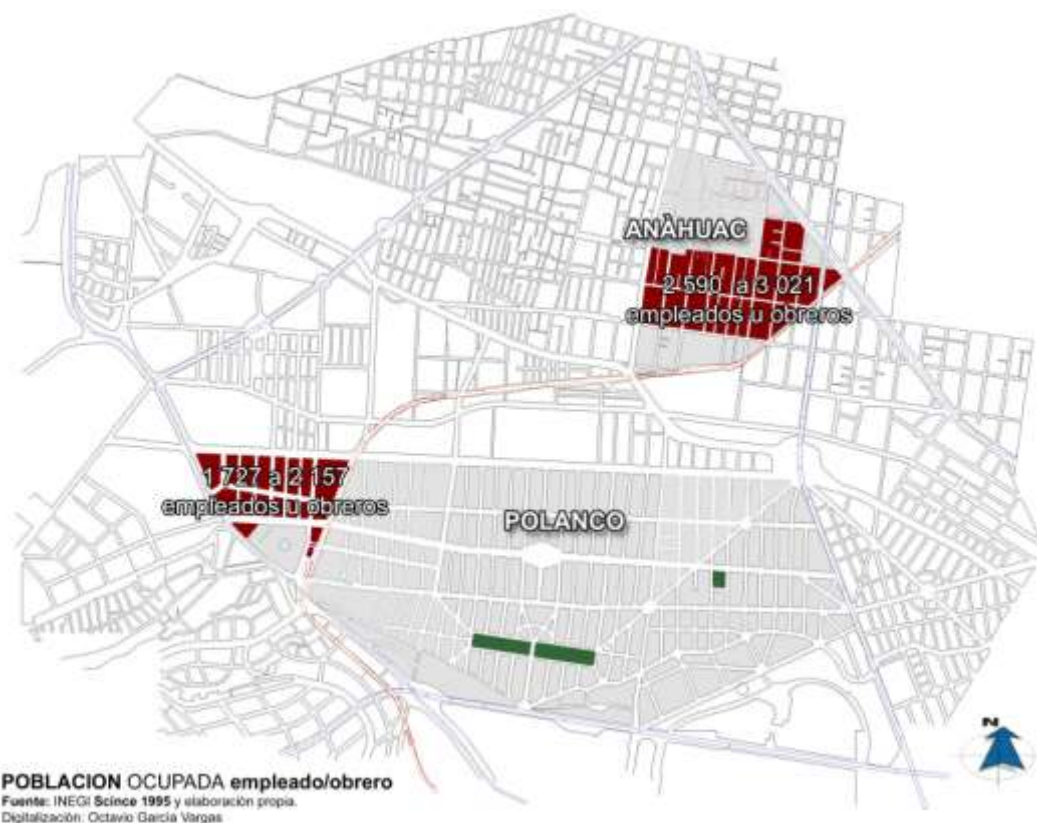 ANÀHUAC
2 590 a 3 021
empleados u obreros
1 727 a 2 157
empleados u obreros
POLANCO
N
POBLACION OCUPADA empleado/obrero
Fuente: INEGI Scince 1995 y elaboración propia.
Digitalización: Octavio García Vargas